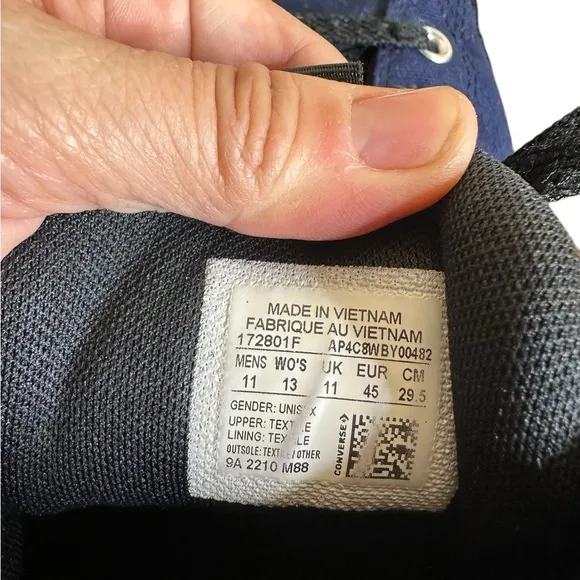 MADE IN VIETNAM
FABRIQUE AU VIETNAM
172801F AP4C8WBY00482
MENS WO'S UK EUR CM
11 13 11 45 29.5
GENDER: UNISEX
UPPER: TEXTILE
LINING: TEXTILE
OUTSOLE: TEXTILE / OTHER
9A 2210 M88
CONVERSE